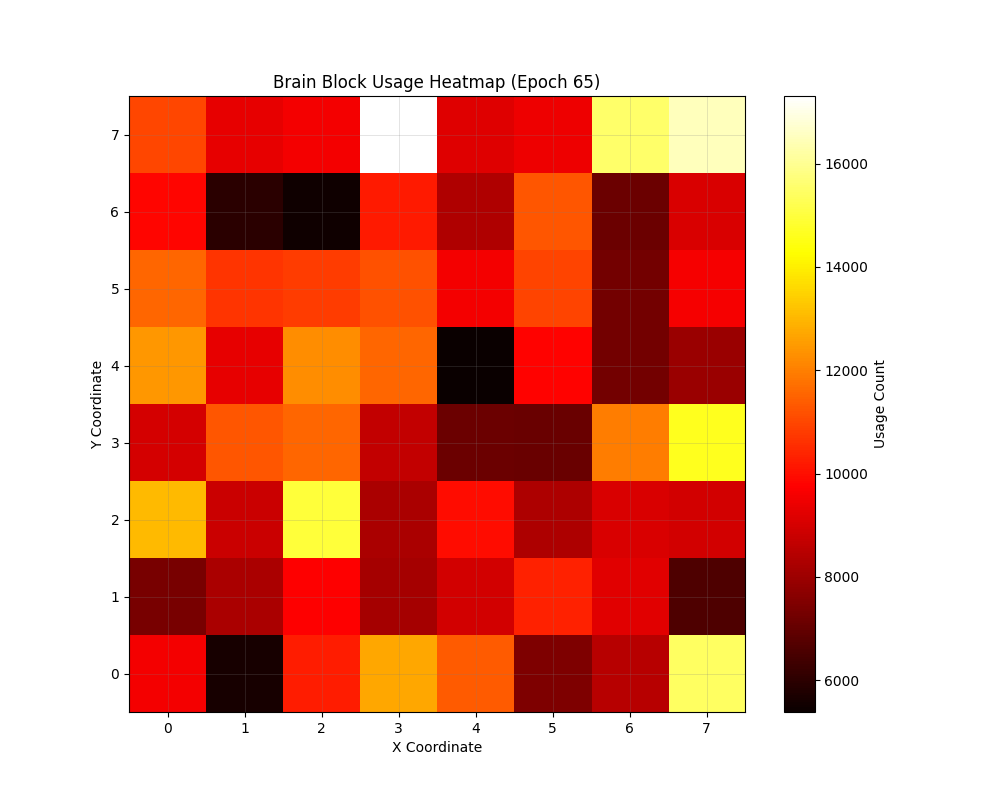 Brain Block Usage Heatmap (Epoch 65)
7
6
5
4
3
2
1
0
Y Coordinate
0 1 2 3 4 5 6 7
X Coordinate
16000
14000
12000
10000
8000
6000
Usage Count